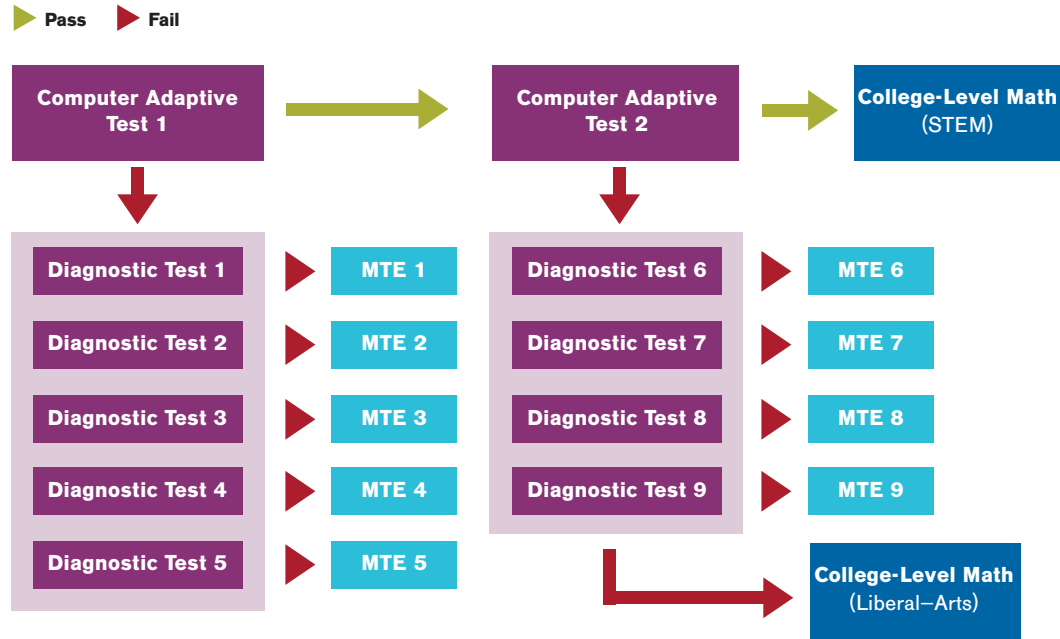 Pass
Fail
Computer Adaptive
Test 1
Computer Adaptive
Test 2
College-Level Math
(STEM)
Diagnostic Test 1
MTE 1
Diagnostic Test 6
MTE 6
Diagnostic Test 2
MTE 2
Diagnostic Test 7
MTE 7
Diagnostic Test 3
MTE 3
Diagnostic Test 8
MTE 8
Diagnostic Test 4
MTE 4
Diagnostic Test 9
MTE 9
Diagnostic Test 5
MTE 5
College-Level Math
(Liberal–Arts)